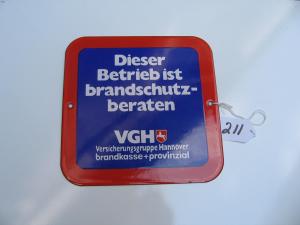 Dieser
Betrieb ist
brandschutz-
beraten
VGH
Versicherungsgruppe Hannover
brandkasse+provinzial
211